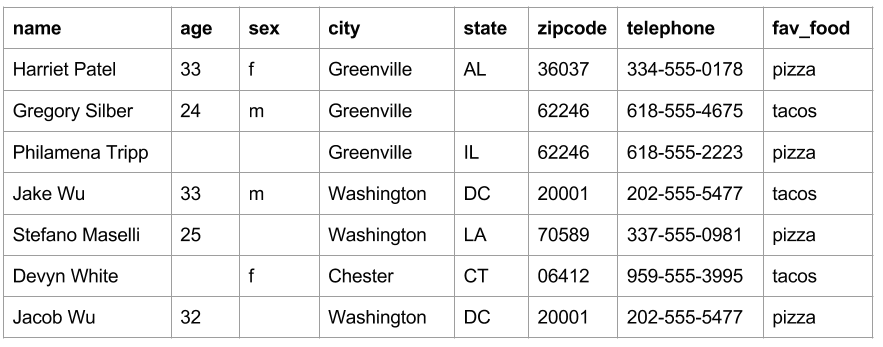 name age sex city state zipcode telephone fav_food
Harriet Patel 33 f Greenville AL 36037 334-555-0178 pizza
Gregory Silber 24 m Greenville 62246 618-555-4675 tacos
Philamena Tripp Greenville IL 62246 618-555-2223 pizza
Jake Wu 33 m Washington DC 20001 202-555-5477 tacos
Stefano Maselli 25 Washington LA 70589 337-555-0981 pizza
Devyn White f Chester CT 06412 959-555-3995 tacos
Jacob Wu 32 Washington DC 20001 202-555-5477 pizza